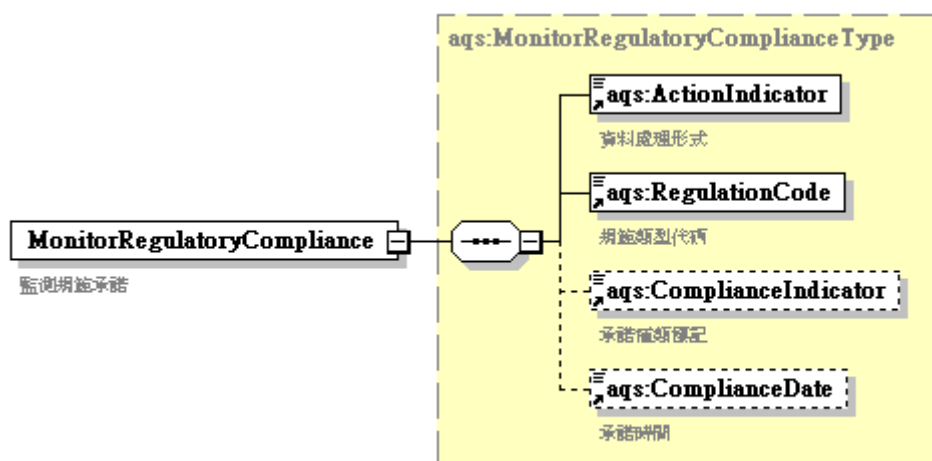 aqs:MonitorRegulatoryComplianceType
aqs:ActionIndicator
資料處理形式
aqs:RegulationCode
規範類型代碼
MonitorRegulatoryCompliance
監測規範承諾
aqs:ComplianceIndicator
承諾種類標記
aqs:ComplianceDate
承諾時間